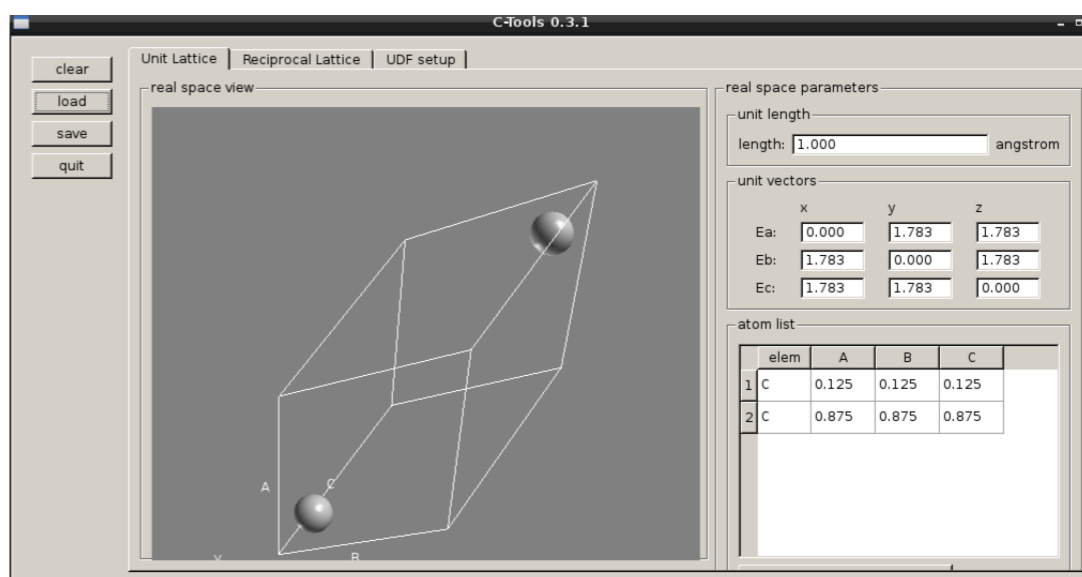 C-Tools 0.3.1
clear
load
save
quit
Unit Lattice Reciprocal Lattice UDF setup
real space view
A
C
B
real space parameters
unit length
length: 1.000 angstrom
unit vectors
x y z
Ea: 0.000 1.783 1.783
Eb: 1.783 0.000 1.783
Ec: 1.783 1.783 0.000
atom list
elem A B C
1 C 0.125 0.125 0.125
2 C 0.875 0.875 0.875